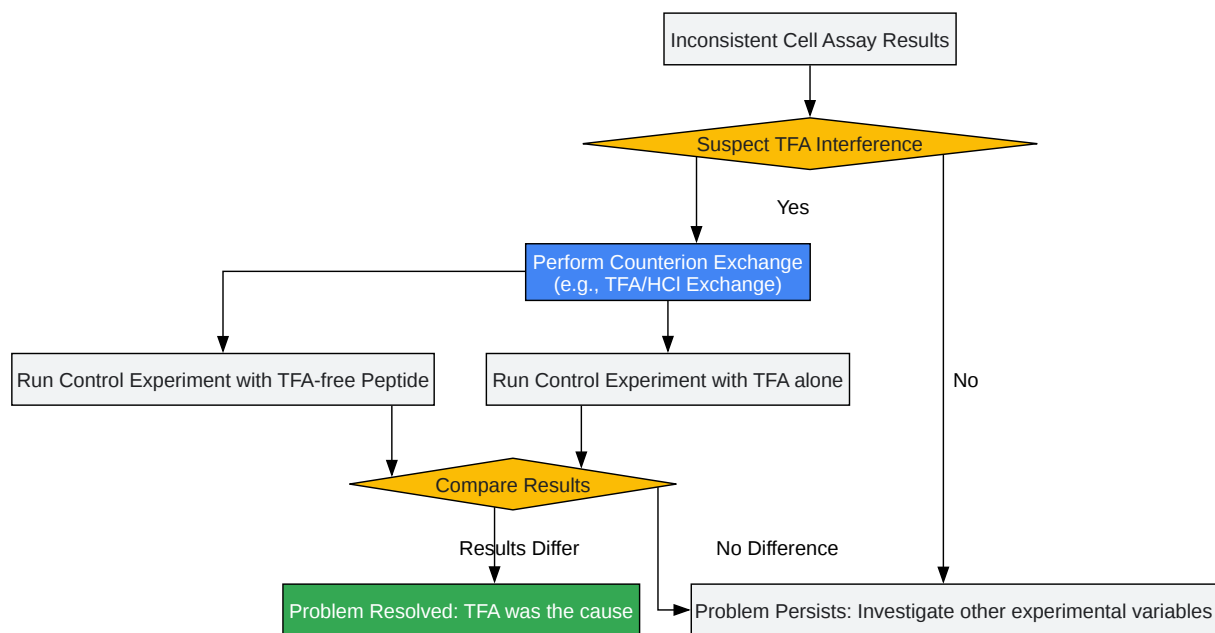 Inconsistent Cell Assay Results
Suspect TFA Interference
Yes
Perform Counterion Exchange
(e.g., TFA/HCl Exchange)
Run Control Experiment with TFA-free Peptide
Run Control Experiment with TFA alone
No
Compare Results
Results Differ
No Difference
Problem Resolved: TFA was the cause
Problem Persists: Investigate other experimental variables